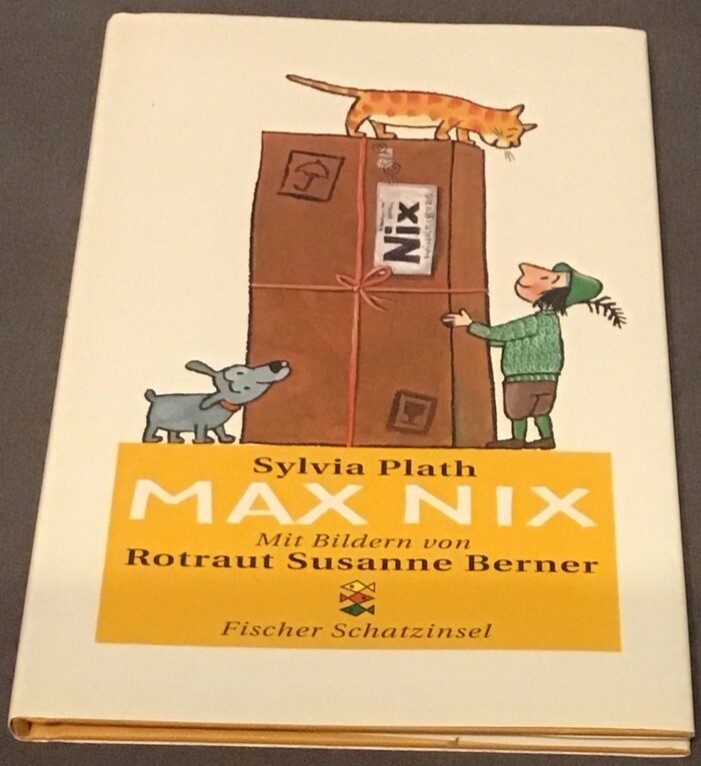 Nix
Sylvia Plath
MAX NIX
Mit Bildern von
Rotraut Susanne Berner
Fischer Schatzinsel